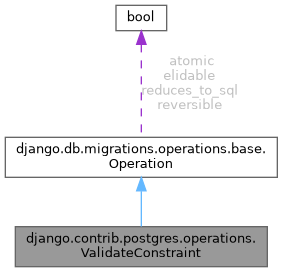 bool
atomic
elidable
reduces_to_sql
reversible
django.db.migrations.operations.base.
Operation
django.contrib.postgres.operations.
ValidateConstraint